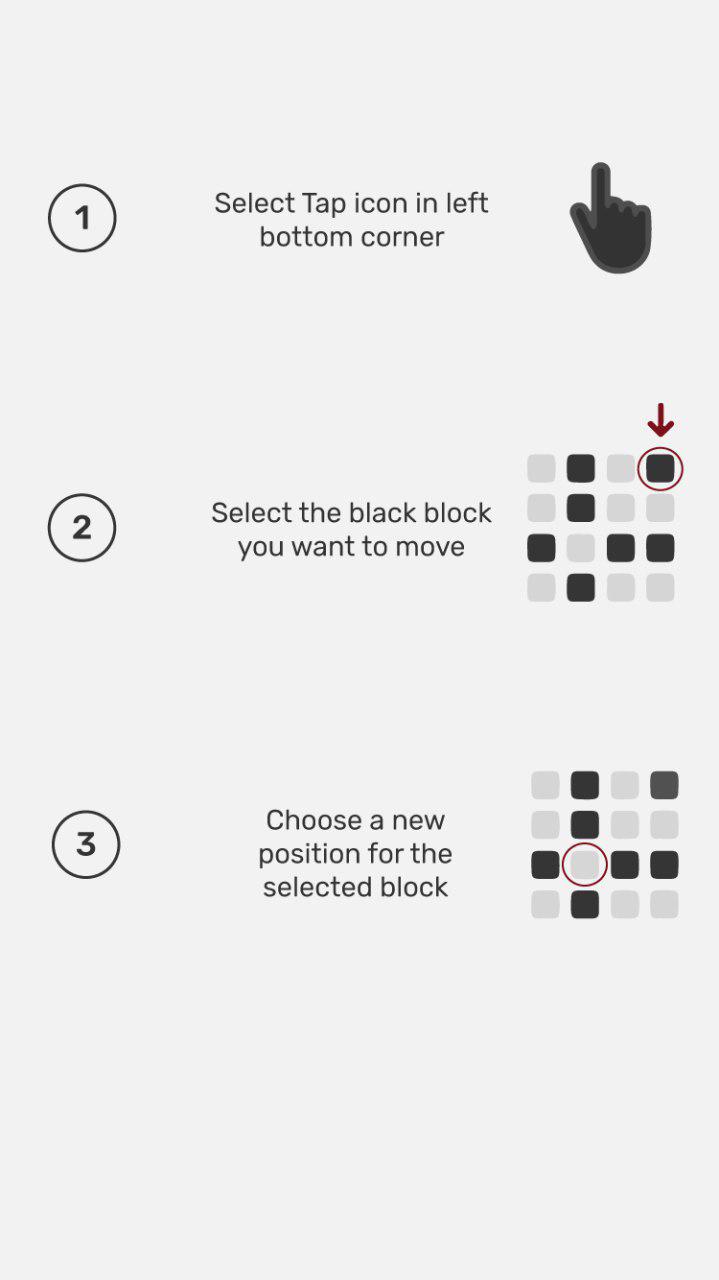 1
Select Tap icon in left
bottom corner
2
Select the black block
you want to move
3
Choose a new
position for the
selected block